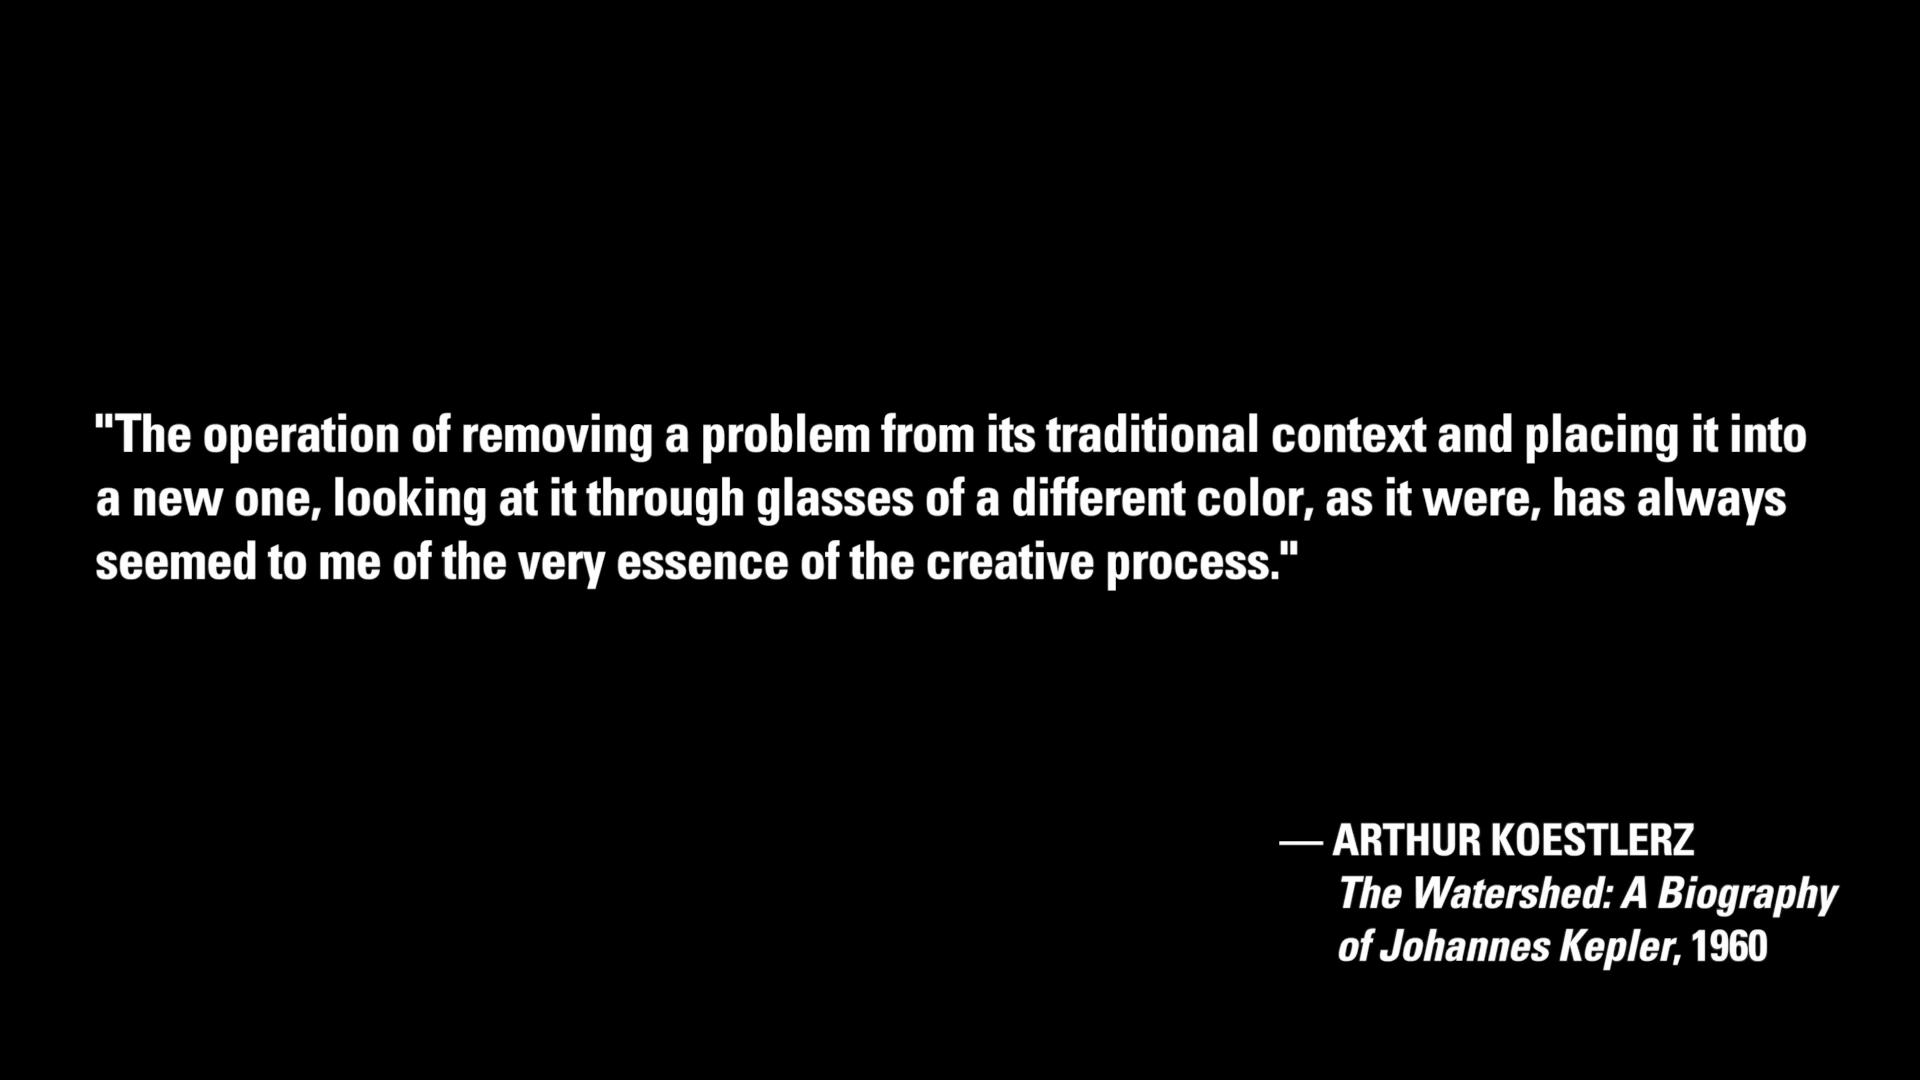 "The operation of removing a problem from its traditional context and placing it into
a new one, looking at it through glasses of a different color, as it were, has always
seemed to me of the very essence of the creative process."
— ARTHUR KOESTLERZ
The Watershed: A Biography
of Johannes Kepler, 1960